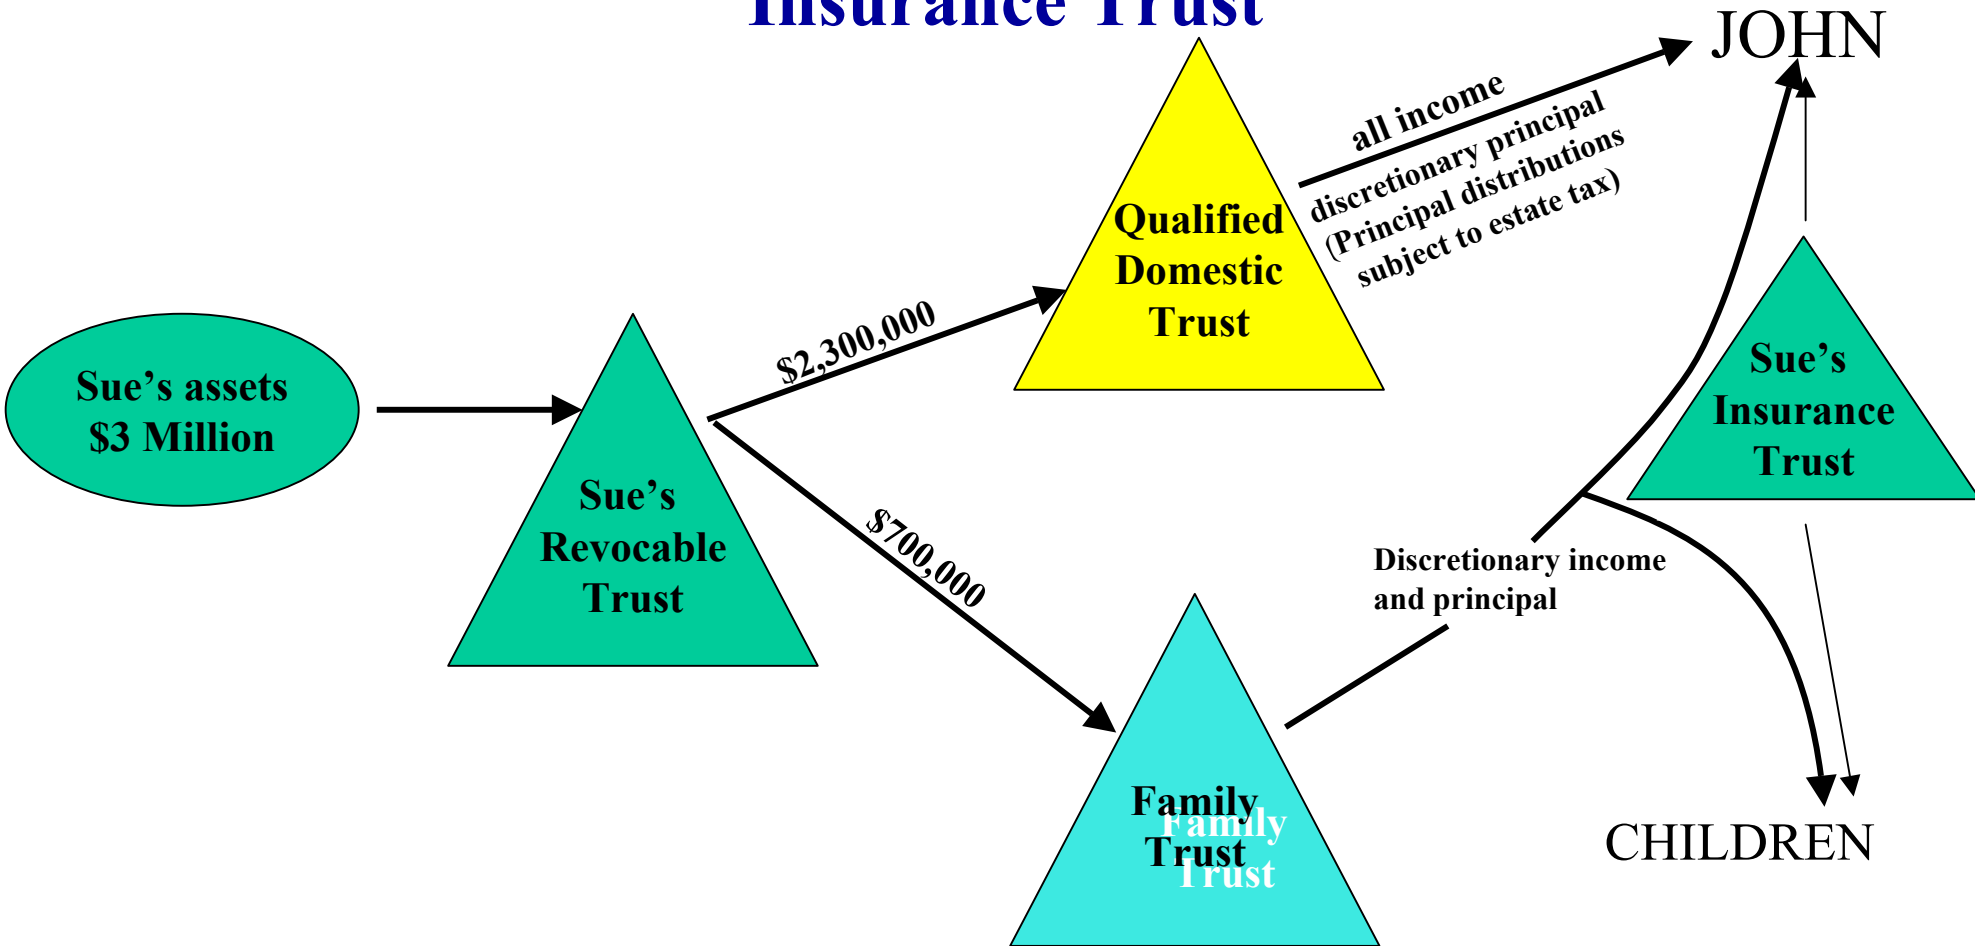 Insurance Trust
JOHN
all income
discretionary principal
(Principal distributions
subject to estate tax)
Qualified
Domestic
Trust
$2,300,000
Sue’s assets
$3 Million
Sue’s
Revocable
Trust
$700,000
Sue’s
Insurance
Trust
Discretionary income
and principal
Family
Trust
Family
Trust
CHILDREN